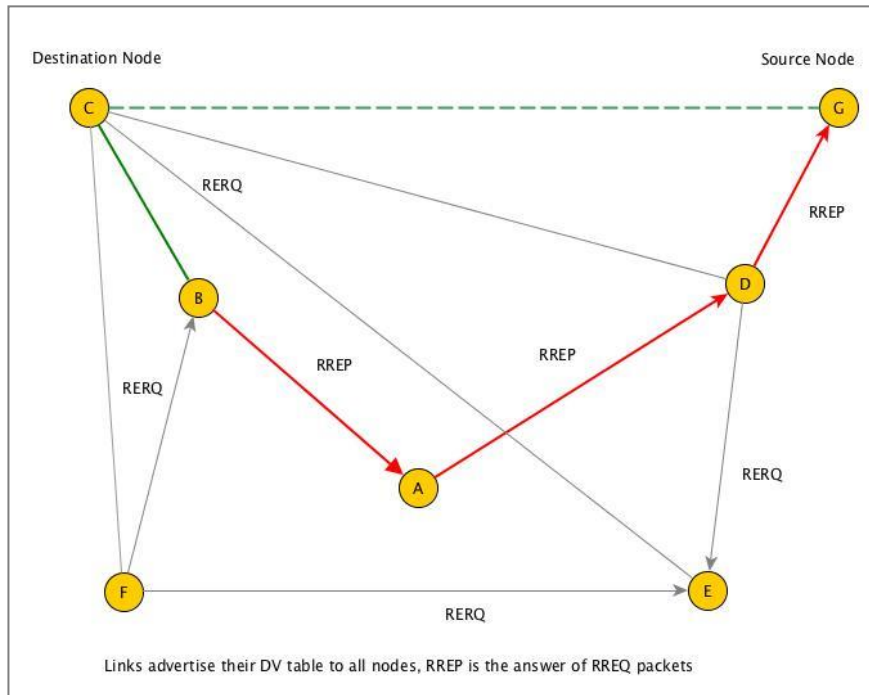 Destination Node
Source Node
C
G
RERQ
RREP
D
B
RREP
RREP
RERQ
RERQ
A
F
E
RERQ
Links advertise their DV table to all nodes, RREP is the answer of RREQ packets